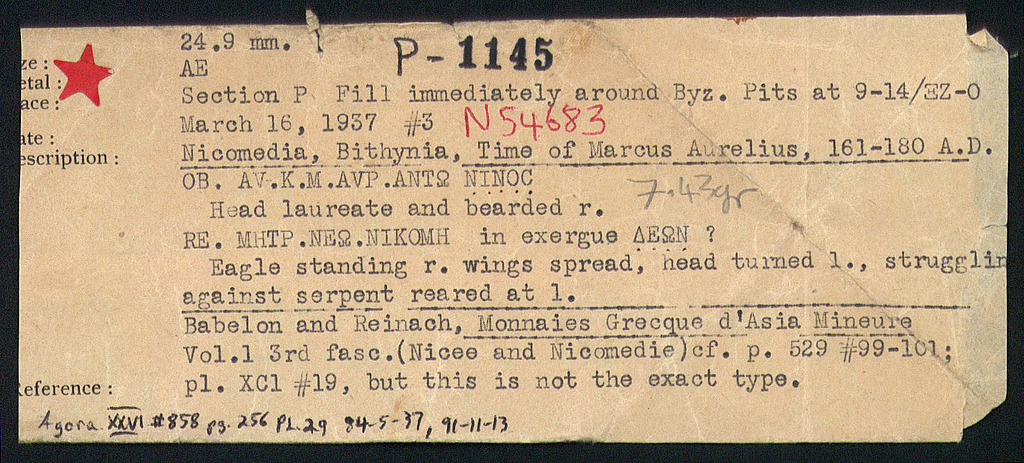 24.9 mm. P-1145
ze :
etal : AE
ace : Section P Fill immediately around Byz. Pits at 9-14/ΞZ-O
March 16, 1937 #3 N54683
ate :
escription : Nicomedia, Bithynia, Time of Marcus Aurelius, 161-180 A.D.
OB. AV.K.M.AVP.ANTΩ NINOC
7.43gr
Head laureate and bearded r.
RE. MHTP.NEΩ.NIKOMH in exergue ΔEΩN ?
Eagle standing r. wings spread, head turned l., strugglin
against serpent reared at l.
Babelon and Reinach, Monnaies Grecque d'Asia Mineure
Vol.1 3rd fasc.(Nicee and Nicomedie)cf. p. 529 #99-101;
eference : pl. XC1 #19, but this is not the exact type.
Agora XXVI #858 pg. 256 PL. 29 84-5-37, 91-11-13